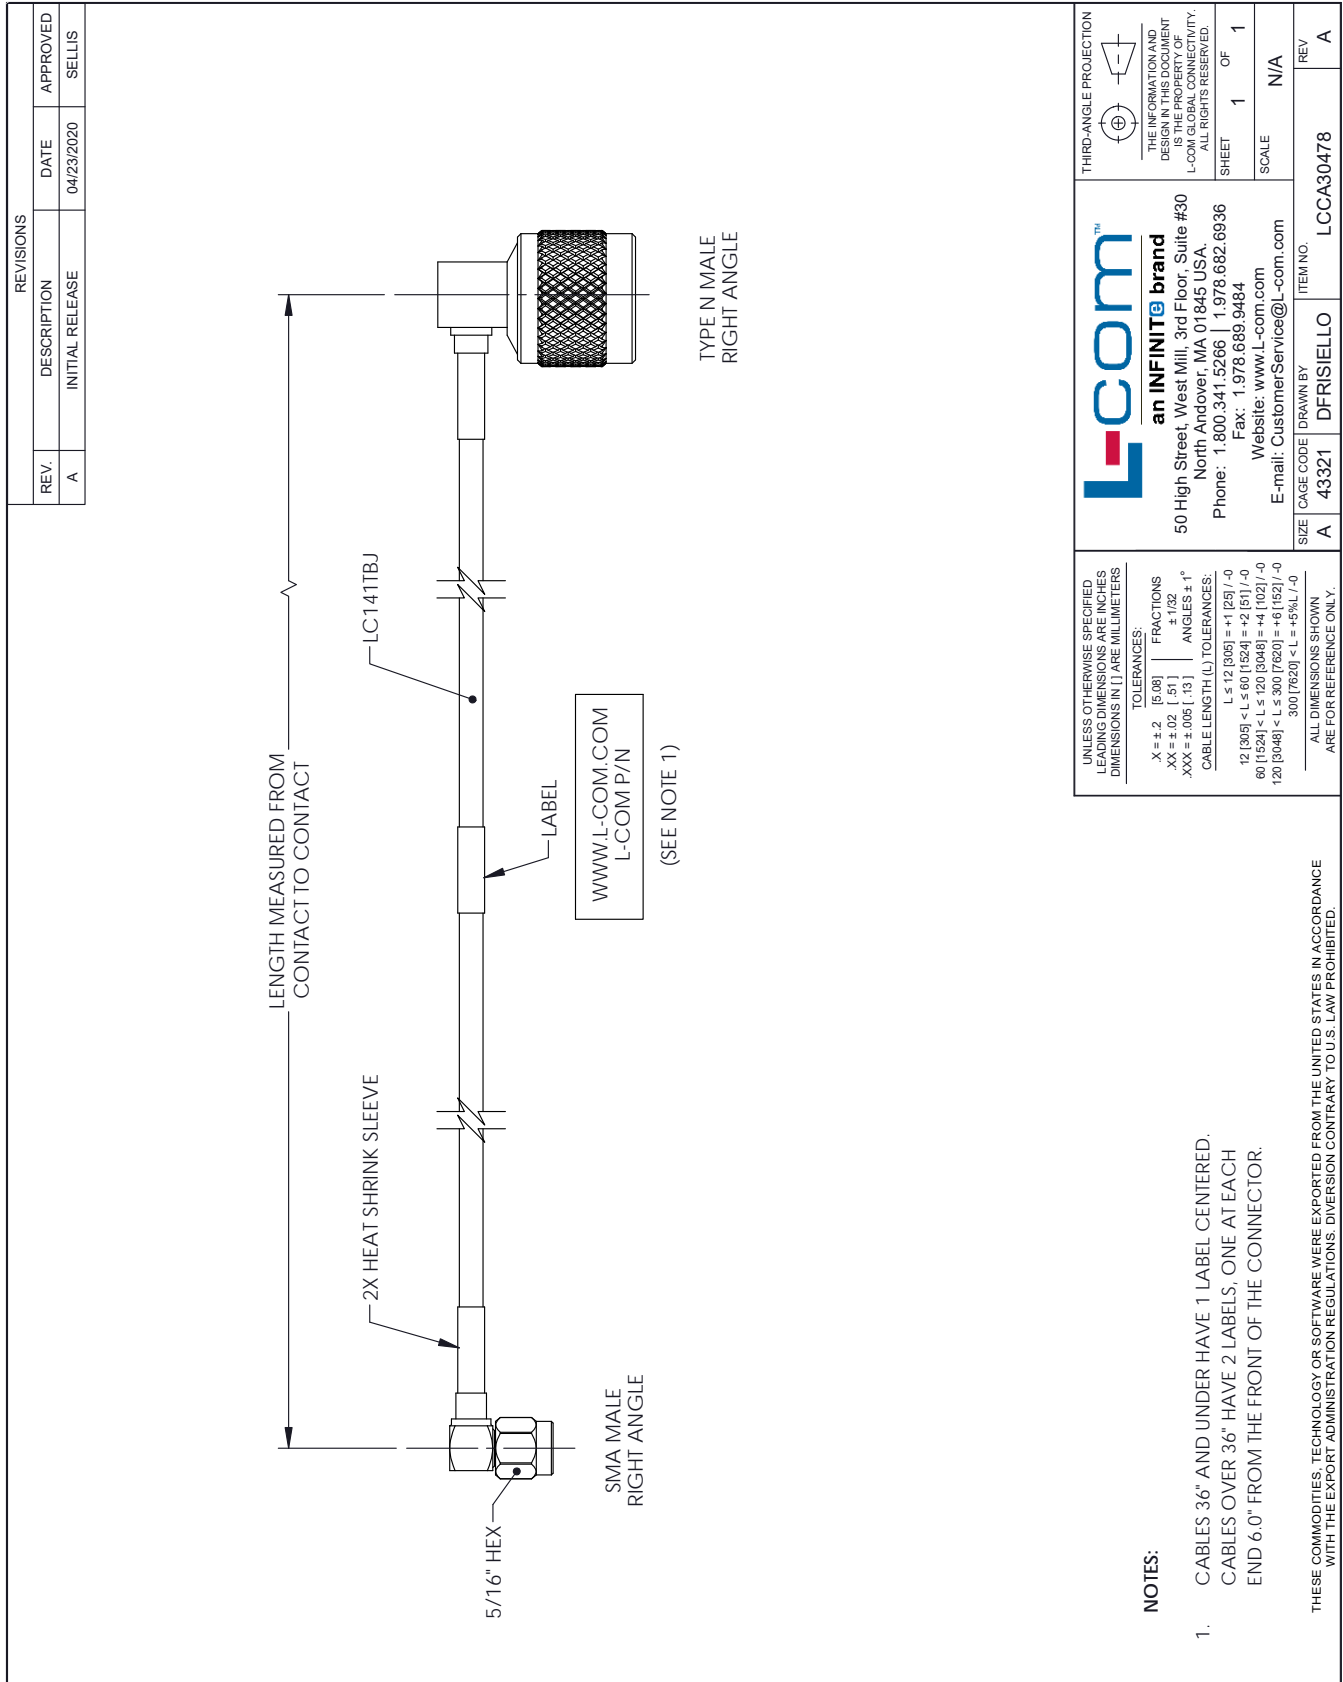 REVISIONS
REV. DESCRIPTION DATE APPROVED
A INITIAL RELEASE 04/23/2020 SELLIS
LENGTH MEASURED FROM
CONTACT TO CONTACT
2X HEAT SHRINK SLEEVE
LC141TBJ
5/16" HEX
LABEL
SMA MALE
RIGHT ANGLE
WWW.L-COM.COM
L-COM P/N
(SEE NOTE 1)
TYPE N MALE
RIGHT ANGLE
NOTES:
1. CABLES 36" AND UNDER HAVE 1 LABEL CENTERED.
CABLES OVER 36" HAVE 2 LABELS, ONE AT EACH
END 6.0" FROM THE FRONT OF THE CONNECTOR.
THESE COMMODITIES, TECHNOLOGY OR SOFTWARE WERE EXPORTED FROM THE UNITED STATES IN ACCORDANCE
WITH THE EXPORT ADMINISTRATION REGULATIONS. DIVERSION CONTRARY TO U.S. LAW PROHIBITED.
UNLESS OTHERWISE SPECIFIED
LEADING DIMENSIONS ARE INCHES
DIMENSIONS IN [ ] ARE MILLIMETERS
TOLERANCES:
.X = ±.2 [5.08] FRACTIONS
.XX = ±.02 [.51] ± 1/32
.XXX = ±.005 [.13] ANGLES ± 1°
CABLE LENGTH (L) TOLERANCES:
L ≤ 12 [305] = +1 [25] / -0
12 [305] < L ≤ 60 [1524] = +2 [51] / -0
60 [1524] < L ≤ 120 [3048] = +4 [102] / -0
120 [3048] < L ≤ 300 [7620] = +6 [152] / -0
300 [7620] < L = +5%L / -0
ALL DIMENSIONS SHOWN
ARE FOR REFERENCE ONLY.
L-com™
an INFINITe brand
50 High Street, West Mill, 3rd Floor, Suite #30
North Andover, MA 01845 USA.
Phone: 1.800.341.5266 | 1.978.682.6936
Fax: 1.978.689.9484
Website: www.L-com.com
E-mail: CustomerService@L-com.com
THIRD-ANGLE PROJECTION
THE INFORMATION AND
DESIGN IN THIS DOCUMENT
IS THE PROPERTY OF
L-COM GLOBAL CONNECTIVITY.
ALL RIGHTS RESERVED.
SHEET 1 OF 1
SCALE N/A
SIZE A
CAGE CODE 43321
DRAWN BY DFRISIELLO
ITEM NO. LCCA30478
REV A